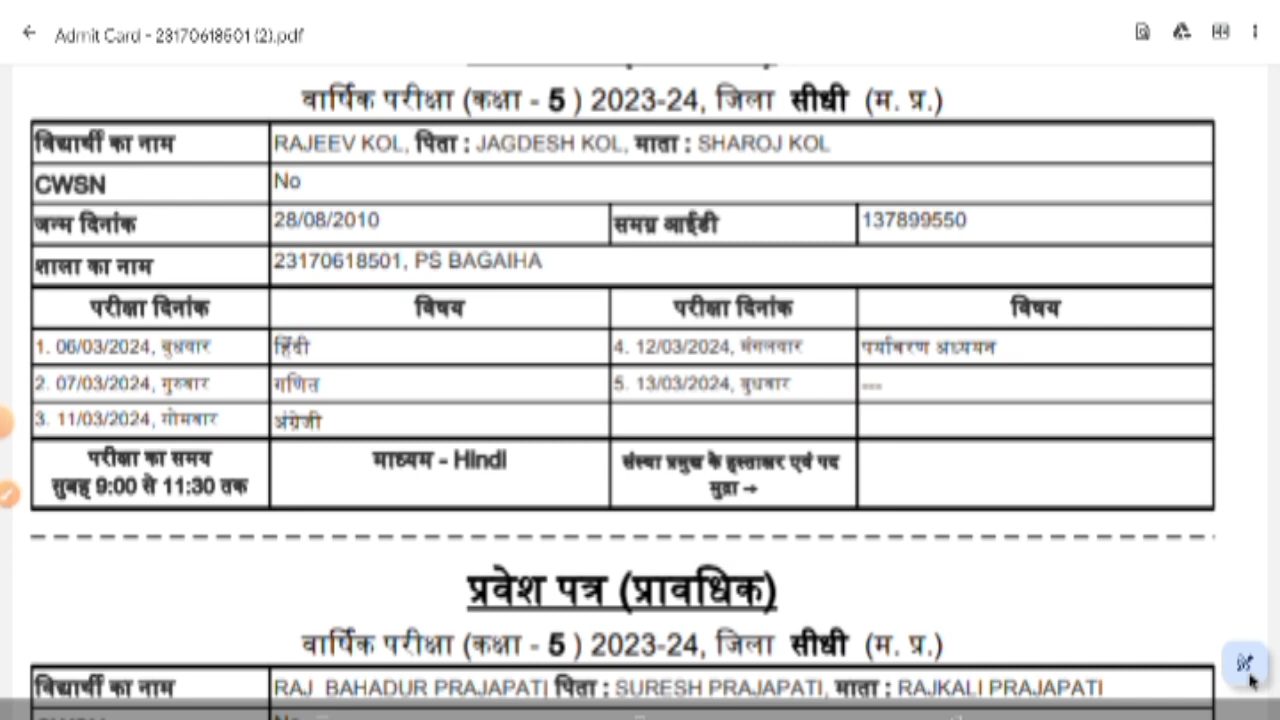 Admit Card - 23170618501 (2).pdf
वार्षिक परीक्षा (कक्षा - 5 ) 2023-24, जिला सीधी (म. प्र.)
विद्यार्थी का नाम RAJEEV KOL, पिता : JAGDESH KOL, माता : SHAROJ KOL
CWSN No
जन्म दिनांक 28/08/2010 समग्र आईडी 137899550
शाला का नाम 23170618501, PS BAGAIHA
परीक्षा दिनांक विषय परीक्षा दिनांक विषय
1. 06/03/2024, बुधवार हिंदी 4. 12/03/2024, मंगलवार पर्यावरण अध्ययन
2. 07/03/2024, गुरुवार गणित 5. 13/03/2024, बुधवार ---
3. 11/03/2024, सोमवार अंग्रेजी
परीक्षा का समय माध्यम - Hindi संस्था प्रमुख के हस्ताक्षर एवं पद
सुबह 9:00 से 11:30 तक मुद्रा →
प्रवेश पत्र (प्रावधिक)
वार्षिक परीक्षा (कक्षा - 5 ) 2023-24, जिला सीधी (म. प्र.)
विद्यार्थी का नाम RAJ BAHADUR PRAJAPATI पिता : SURESH PRAJAPATI, माता : RAJKALI PRAJAPATI